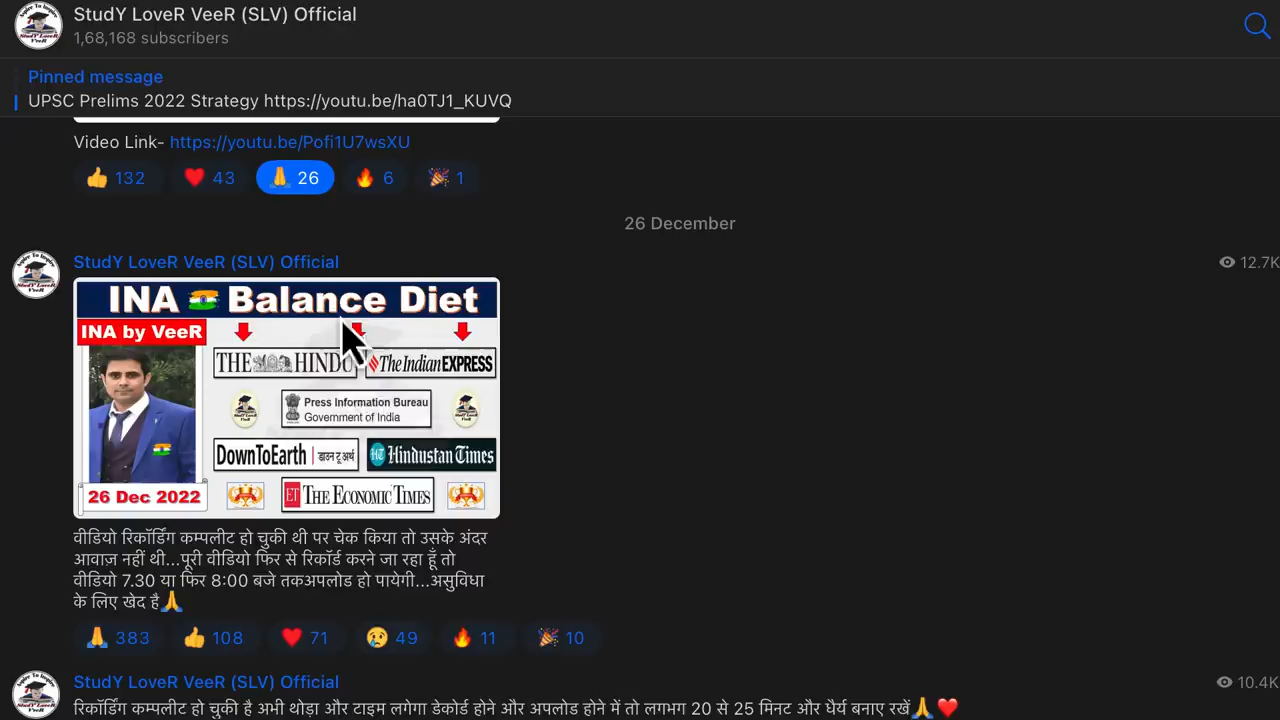 StudY LoveR VeeR (SLV) Official
1,68,168 subscribers
Pinned message
UPSC Prelims 2022 Strategy https://youtu.be/ha0TJ1_KUVQ
Video Link- https://youtu.be/Pofi1U7wsXU
👍 132 ❤️ 43 🙏 26 🔥 6 🎉 1
26 December
StudY LoveR VeeR (SLV) Official 12.7K
INA Balance Diet
INA by VeeR
THE HINDU The Indian EXPRESS
Press Information Bureau
Government of India
DownToEarth डाउन टू अर्थ HT Hindustan Times
26 Dec 2022
ET THE ECONOMIC TIMES
वीडियो रिकॉर्डिंग कम्पलीट हो चुकी थी पर चेक किया तो उसके अंदर
आवाज़ नहीं थी...पूरी वीडियो फिर से रिकॉर्ड करने जा रहा हूँ तो
वीडियो 7.30 या फिर 8:00 बजे तकअपलोड हो पायेगी...असुविधा
के लिए खेद है🙏
🙏 383 👍 108 ❤️ 71 😢 49 🔥 11 🎉 10
StudY LoveR VeeR (SLV) Official 10.4K
रिकॉर्डिंग कम्पलीट हो चुकी है अभी थोड़ा और टाइम लगेगा डेकोर्ड होने और अपलोड होने में तो लगभग 20 से 25 मिनट और धैर्य बनाए रखें🙏❤️